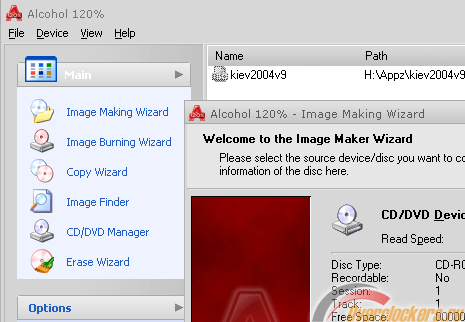 Alcohol 120%
File Device View Help
Main
Image Making Wizard
Image Burning Wizard
Copy Wizard
Image Finder
CD/DVD Manager
Erase Wizard
Options
Name Path
kiev2004v9 H:\Appz\kiev2004v9
Alcohol 120% - Image Making Wizard
Welcome to the Image Maker Wizard
Please select the source device/disc you want to co
information of the disc here.
CD/DVD Devic
Read Speed:
Disc Type: CD-RO
Recordable: No
Session: 1
Track: 1
Free Space: 00000